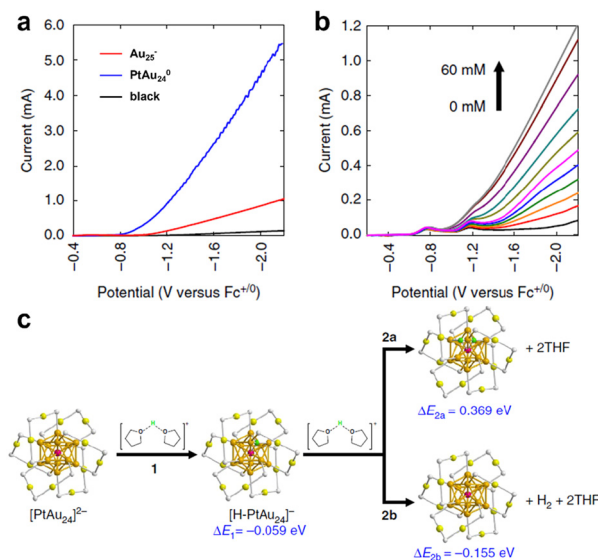 a
Current (mA)
6.0
5.0
4.0
3.0
2.0
1.0
0.0
Au25-
PtAu24^0
black
-0.4
-0.8
-1.2
-1.6
-2.0
Potential (V versus Fc+/0)
b
Current (mA)
1.2
1.0
0.8
0.6
0.4
0.2
0.0
60 mM
0 mM
-0.4
-0.8
-1.2
-1.6
-2.0
Potential (V versus Fc+/0)
c
[PtAu24]2−
[O---H---O]+
1
[H-PtAu24]−
ΔE1= −0.059 eV
[O---H---O]+
2a
+ 2THF
ΔE2a = 0.369 eV
2b
+ H2 + 2THF
ΔE2b= −0.155 eV